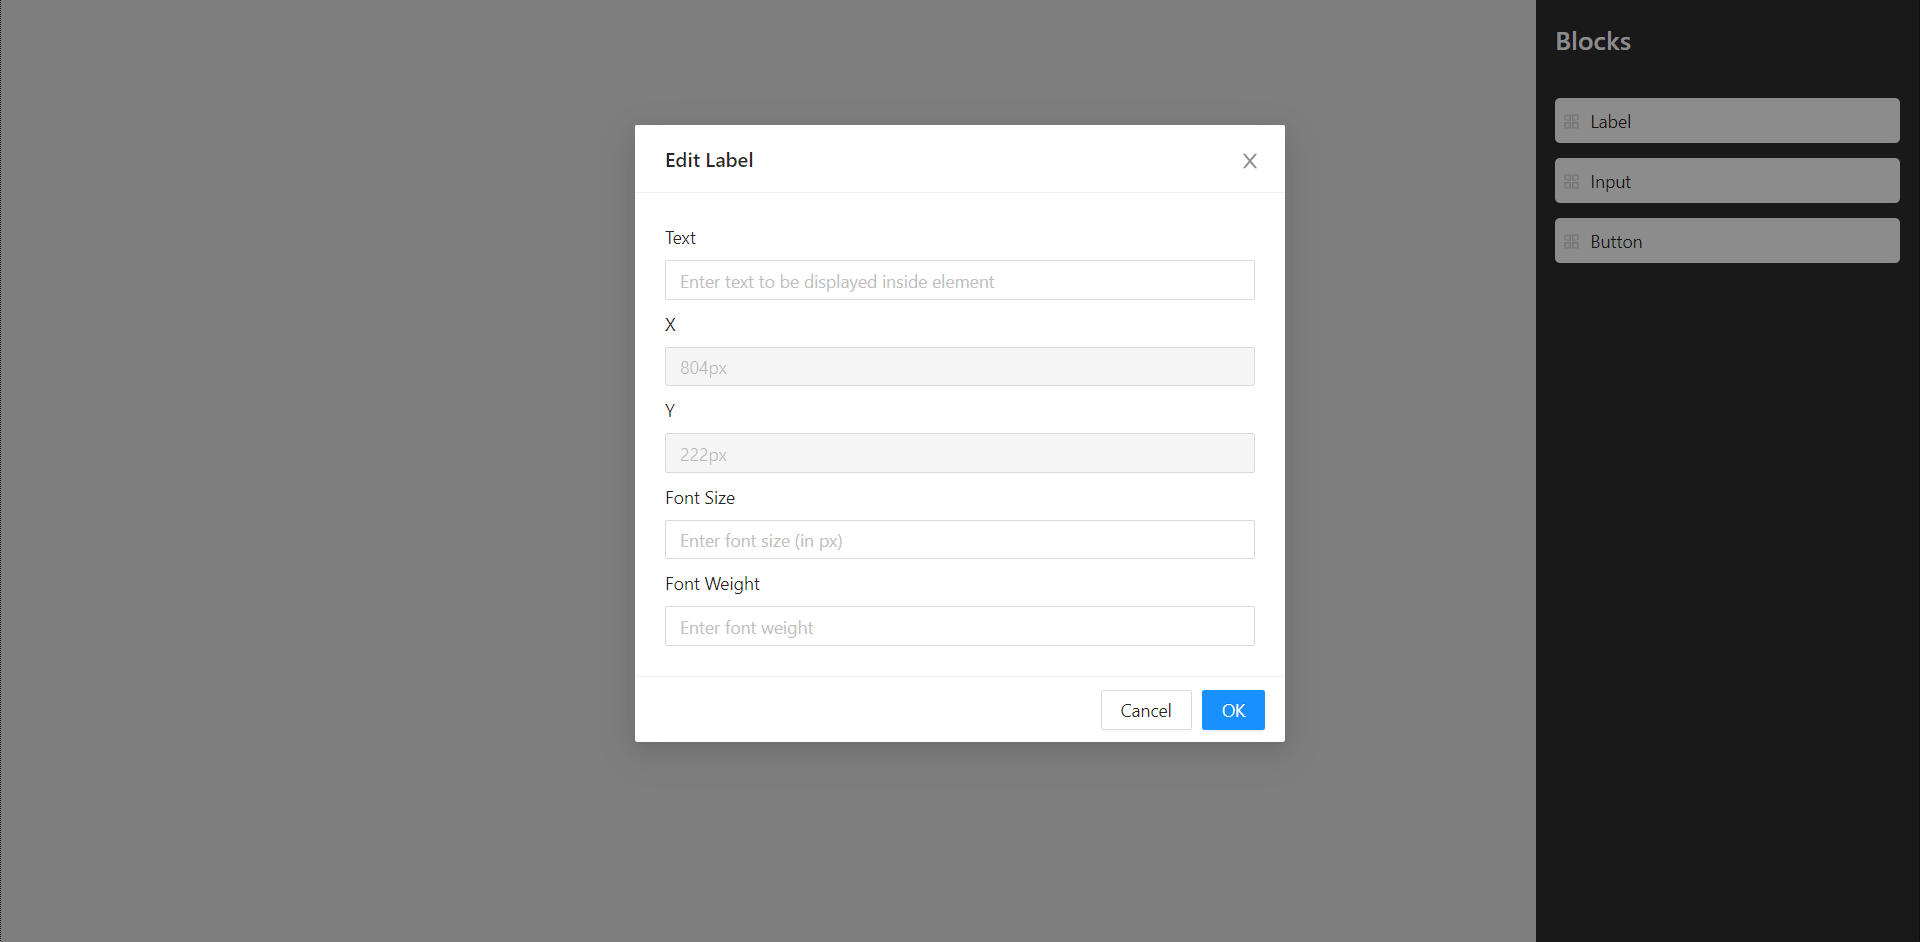 Blocks
Label
Input
Button
Edit Label
Text
Enter text to be displayed inside element
X
804px
Y
222px
Font Size
Enter font size (in px)
Font Weight
Enter font weight
Cancel
OK